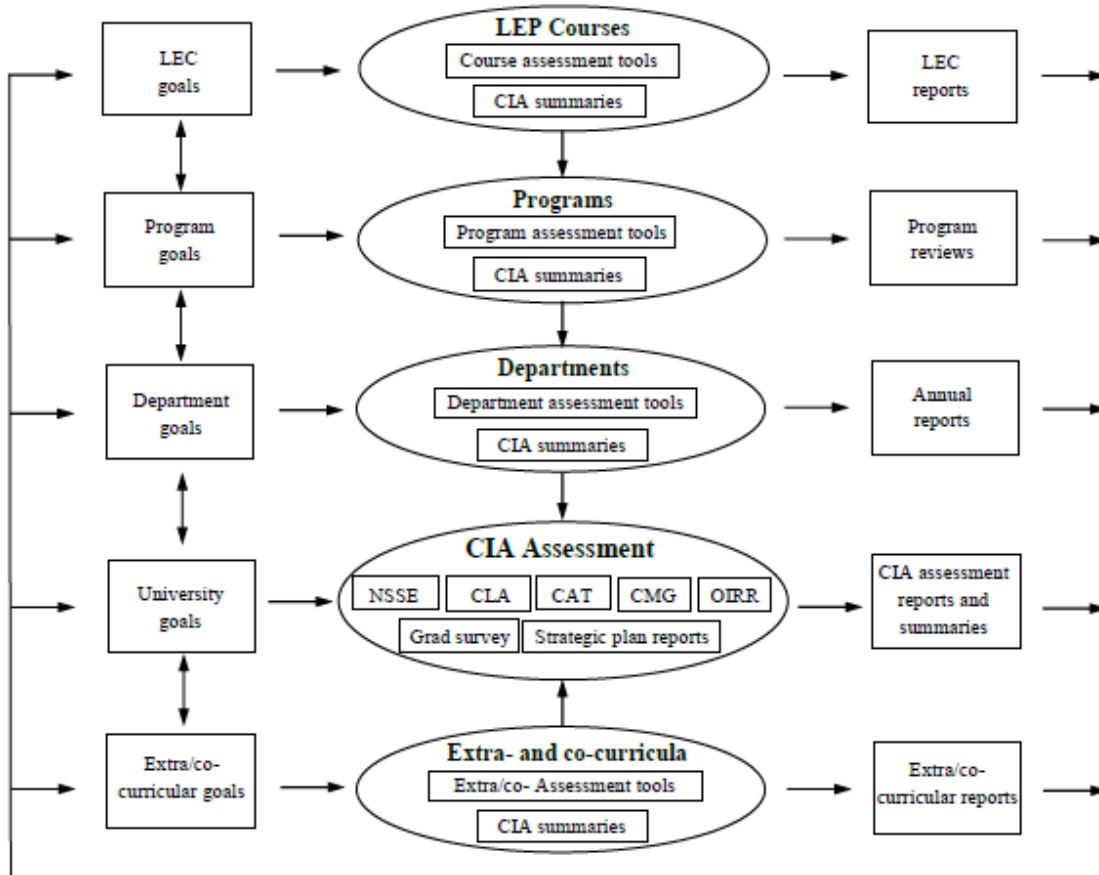 LEP Courses
LEC
goals
Course assessment tools
CIA summaries
LEC
reports
Program
goals
Programs
Program assessment tools
CIA summaries
Program
reviews
Department
goals
Departments
Department assessment tools
CIA summaries
Annual
reports
University
goals
CIA Assessment
NSSE
CLA
CAT
CMG
OIRR
Grad survey
Strategic plan reports
CIA assessment
reports and
summaries
Extra/co-
curricular goals
Extra- and co-curricula
Extra/co- Assessment tools
CIA summaries
Extra/co-
curricular reports